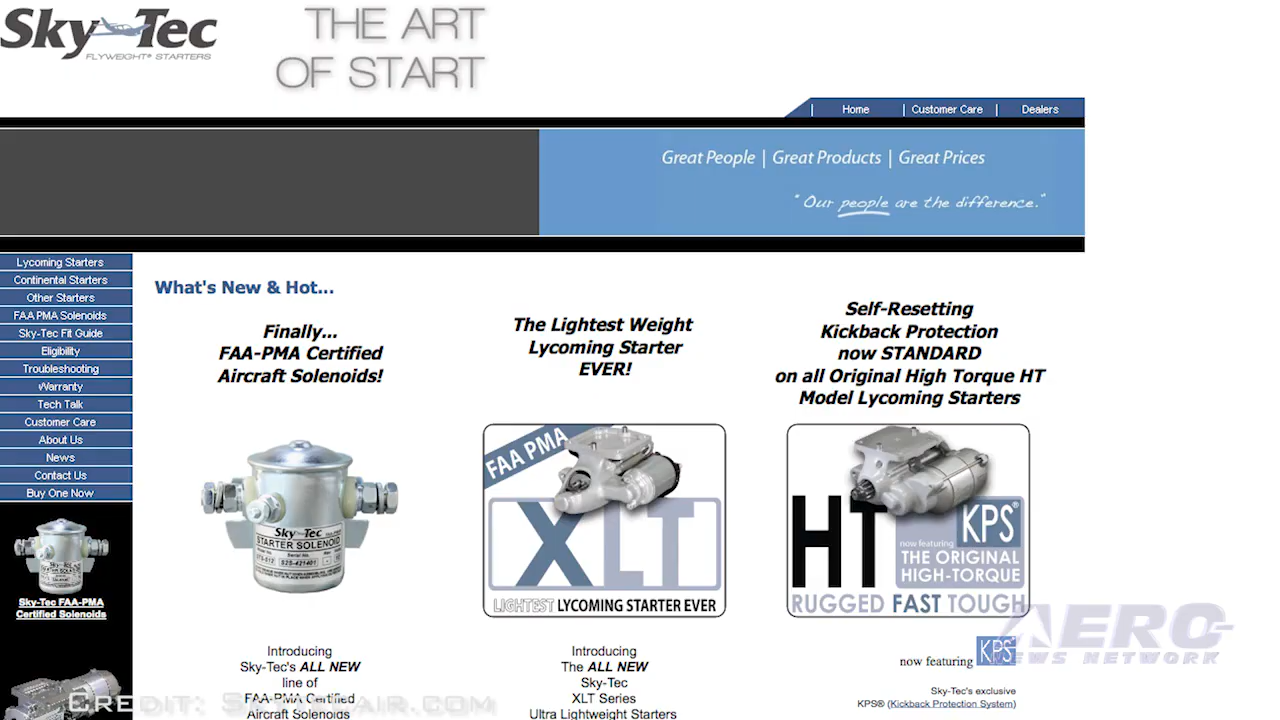 Sky-Tec
FLYWEIGHT® STARTERS
THE ART
OF START
Home
Customer Care
Dealers
Great People | Great Products | Great Prices
"Our people are the difference."
Lycoming Starters
Continental Starters
Other Starters
FAA PMA Solenoids
Sky-Tec Fit Guide
Eligibility
Troubleshooting
Warranty
Tech Talk
Customer Care
About Us
News
Contact Us
Buy One Now
Sky-Tec FAA-PMA
Certified Solenoids
What's New & Hot...
Finally...
FAA-PMA Certified
Aircraft Solenoids!
Sky-Tec
STARTER SOLENOID
Introducing
Sky-Tec's ALL NEW
line of
FAA-PMA Certified
Aircraft Solenoids
The Lightest Weight
Lycoming Starter
EVER!
FAA PMA
XLT
LIGHTEST LYCOMING STARTER EVER
Introducing
The ALL NEW
Sky-Tec
XLT Series
Ultra Lightweight Starters
Self-Resetting
Kickback Protection
now STANDARD
on all Original High Torque HT
Model Lycoming Starters
HT
KPS®
now featuring
THE ORIGINAL
HIGH-TORQUE
RUGGED FAST TOUGH
now featuring KPS
Sky-Tec's exclusive
KPS® (Kickback Protection System)
AERO
NEWS NETWORK
Credit: